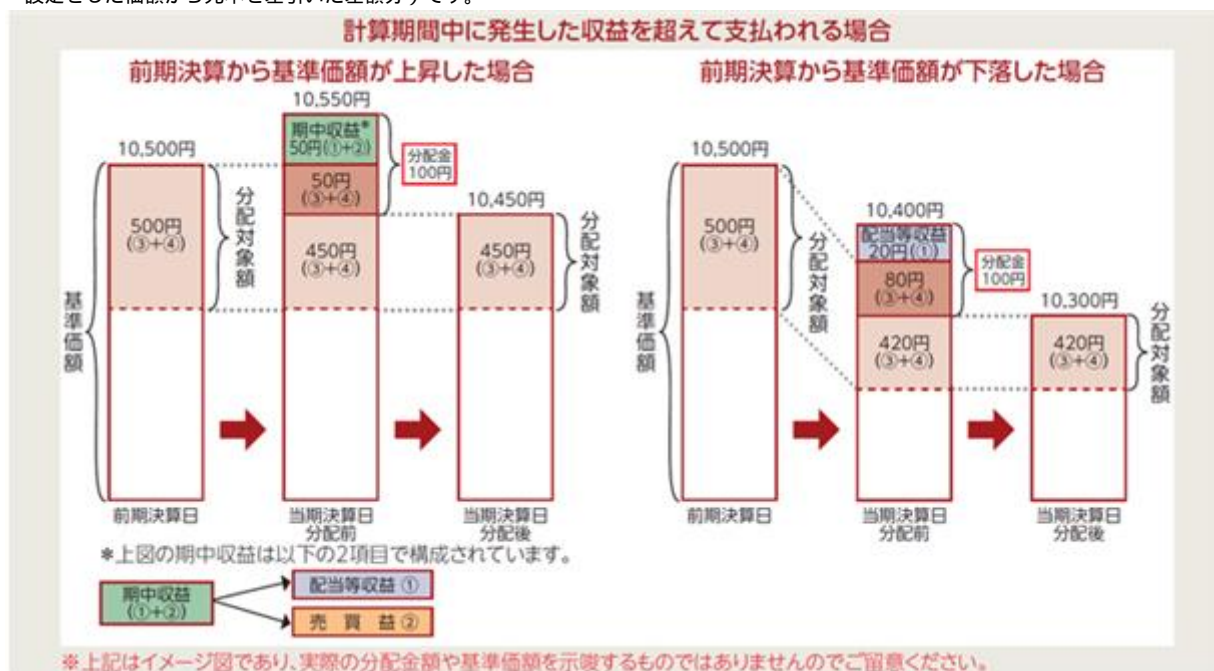 計算期間中に発生した収益を超えて支払われる場合
前期決算から基準価額が上昇した場合
10,550円
10,500円
期中収益*
50円(①+②)
分配金
100円
50円
(③+④)
10,450円
500円
(③+④)
450円
(③+④)
450円
(③+④)
分配対象額
分配対象額
基準価額
前期決算日
当期決算日
分配前
当期決算日
分配後
前期決算から基準価額が下落した場合
10,500円
10,400円
配当等収益
20円(①)
分配金
100円
80円
(③+④)
10,300円
500円
(③+④)
420円
(③+④)
420円
(③+④)
分配対象額
分配対象額
基準価額
前期決算日
当期決算日
分配前
当期決算日
分配後
*上図の期中収益は以下の2項目で構成されています。
期中収益
(①+②)
配当等収益 ①
売 買 益 ②
※上記はイメージ図であり、実際の分配金額や基準価額を示唆するものではありませんのでご留意ください。